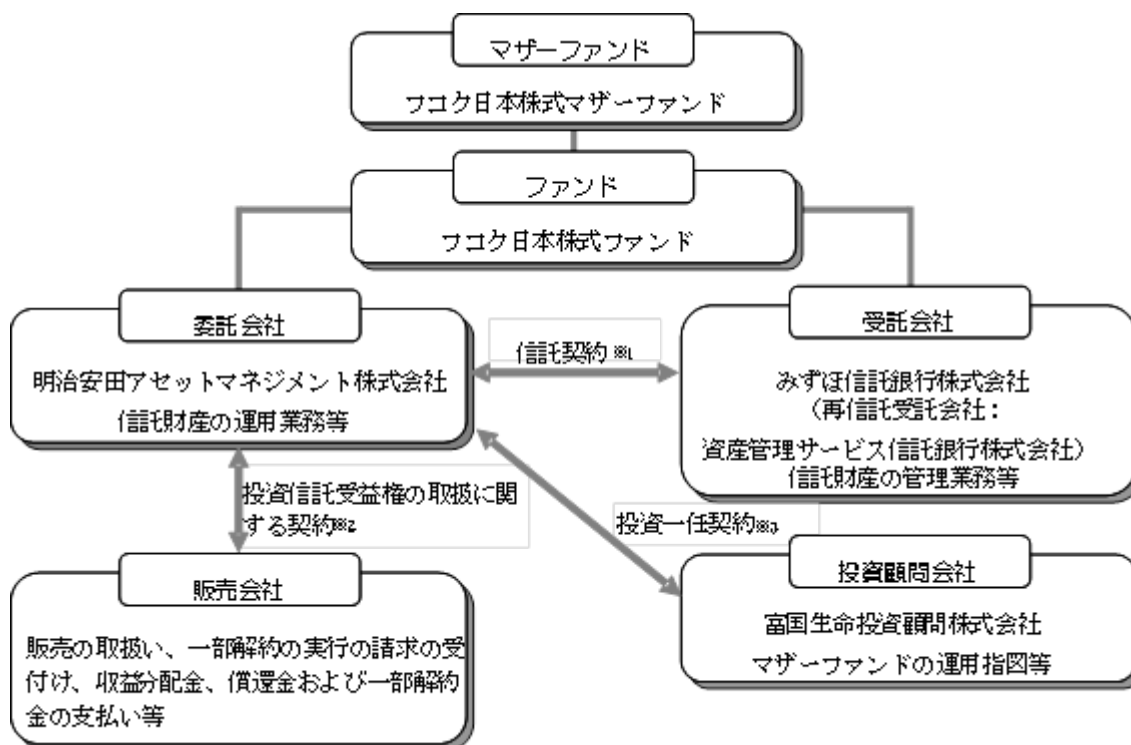 マザーファンド
フコク日本株式マザーファンド
ファンド
フコク日本株式ファンド
委託会社
明治安田アセットマネジメント株式会社
信託財産の運用業務等
信託契約※1
受託会社
みずほ信託銀行株式会社
(再信託受託会社:
資産管理サービス信託銀行株式会社)
信託財産の管理業務等
投資信託受益権の取扱に関
する契約※2
投資一任契約※3
販売会社
販売の取扱い、一部解約の実行の請求の受
付け、収益分配金、償還金および一部解約
金の支払い等
投資顧問会社
富国生命投資顧問株式会社
マザーファンドの運用指図等